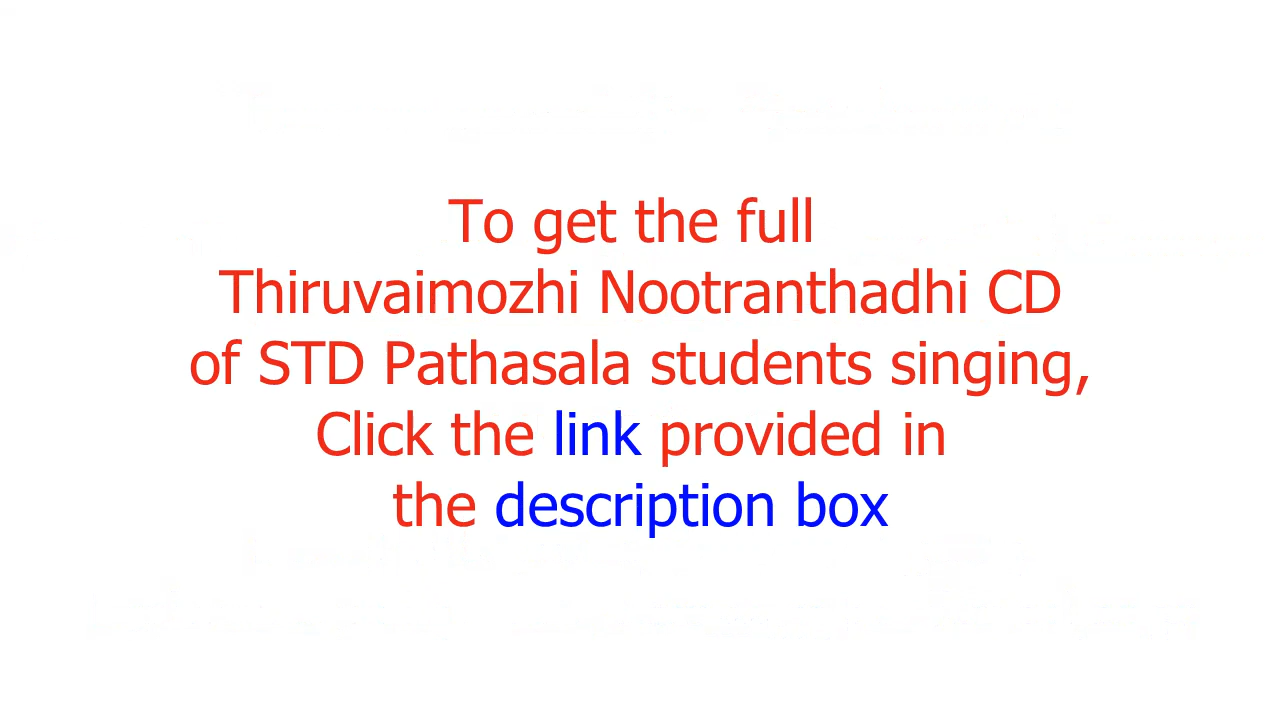 To get the full
Thiruvaimozhi Nootranthadhi CD
of STD Pathasala students singing,
Click the link provided in
the description box